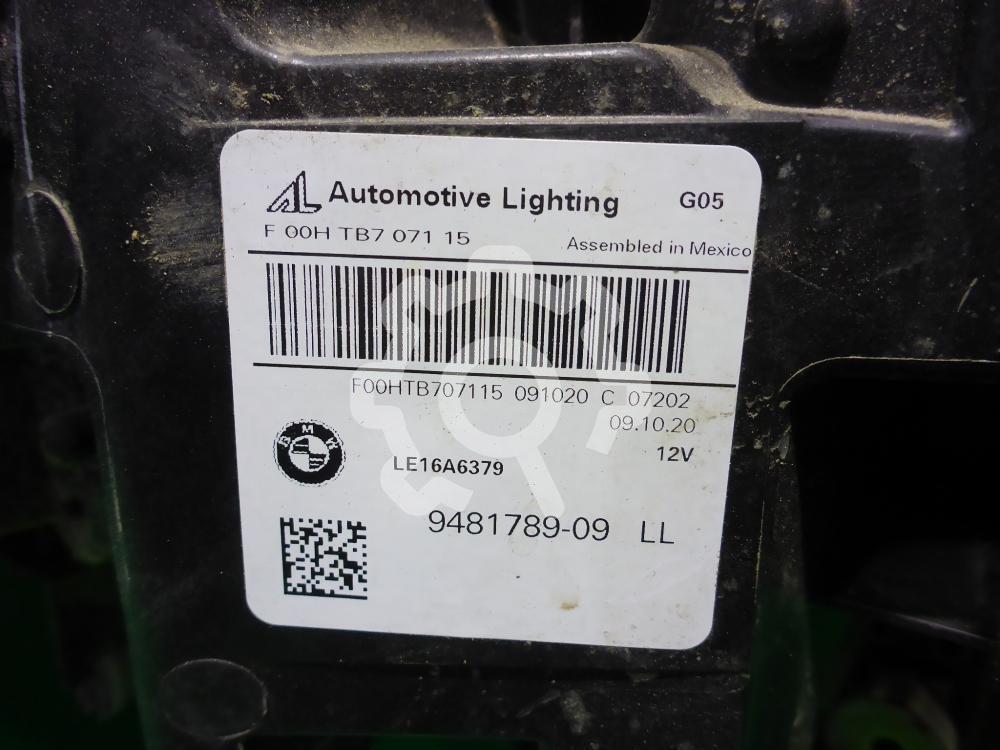 AL Automotive Lighting G05
F 00H TB7 071 15
Assembled in Mexico
F00HTB707115 091020 C 07202
09.10.20
12V
BMW
LE16A6379
9481789-09 LL